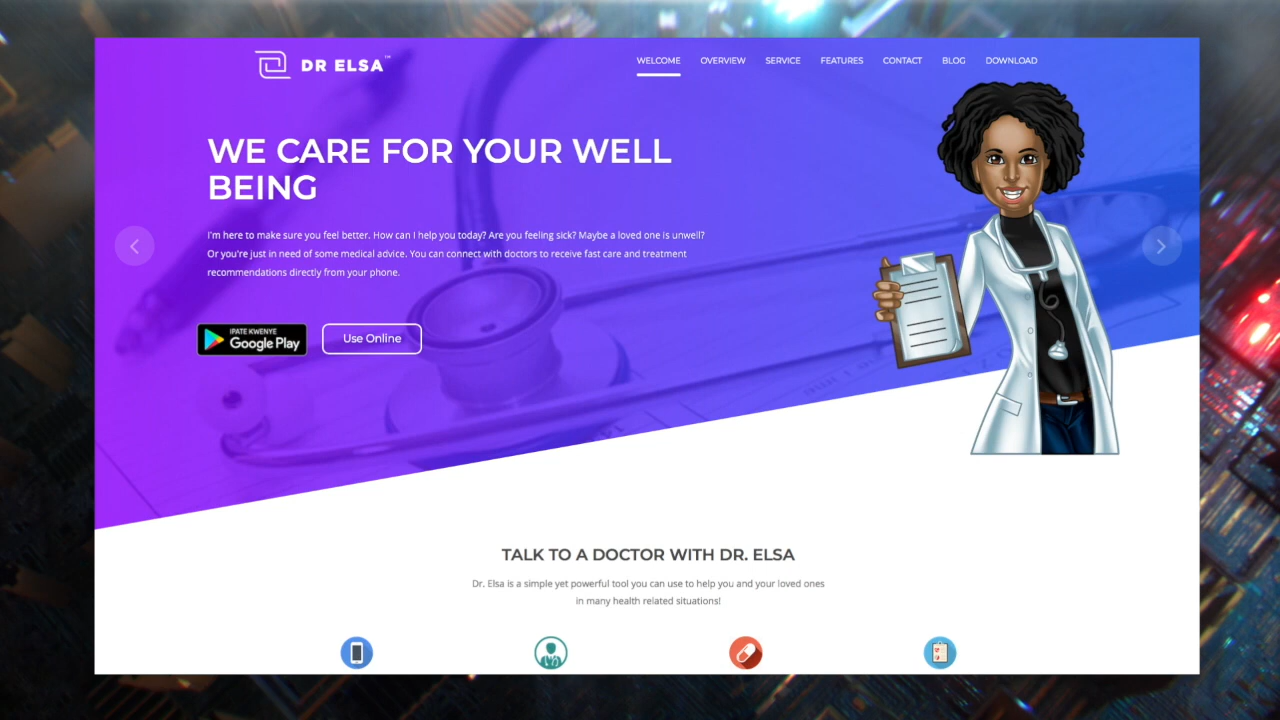 DR ELSA™
WELCOME OVERVIEW SERVICE FEATURES CONTACT BLOG DOWNLOAD
WE CARE FOR YOUR WELL
BEING
I'm here to make sure you feel better. How can I help you today? Are you feeling sick? Maybe a loved one is unwell?
Or you're just in need of some medical advice. You can connect with doctors to receive fast care and treatment
recommendations directly from your phone.
IPATE KWENYE
Google Play
Use Online
TALK TO A DOCTOR WITH DR. ELSA
Dr. Elsa is a simple yet powerful tool you can use to help you and your loved ones
in many health related situations!